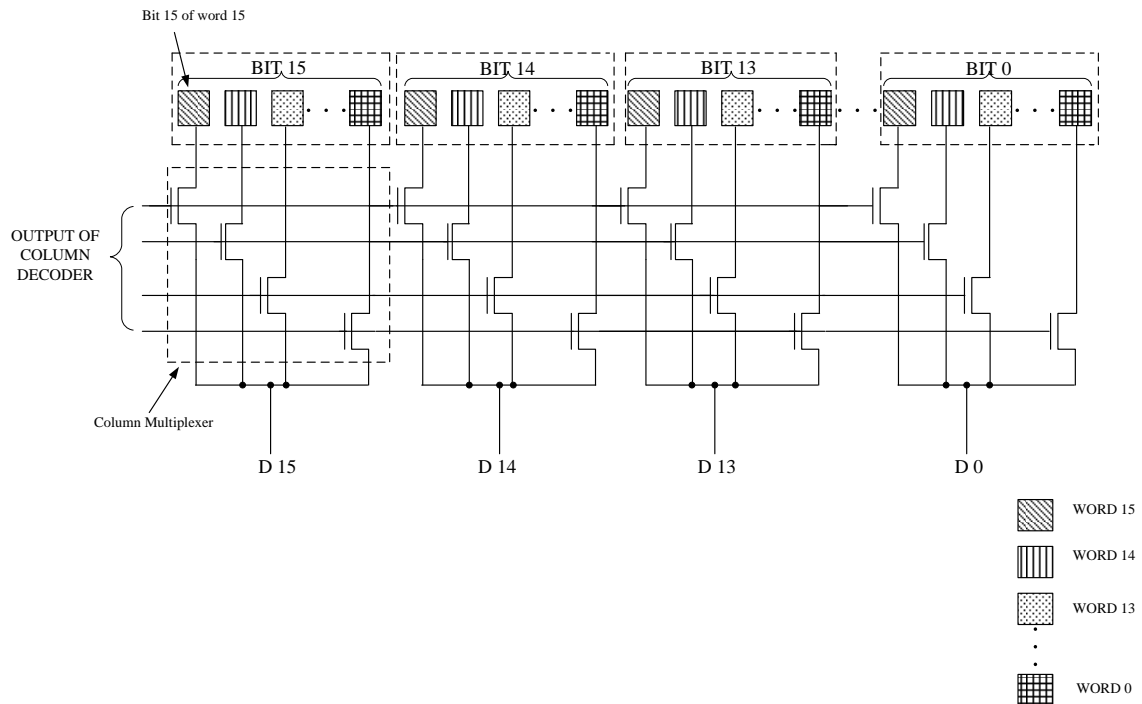 Bit 15 of word 15
BIT 15
BIT 14
BIT 13
BIT 0
OUTPUT OF
COLUMN
DECODER
Column Multiplexer
D 15
D 14
D 13
D 0
WORD 15
WORD 14
WORD 13
WORD 0